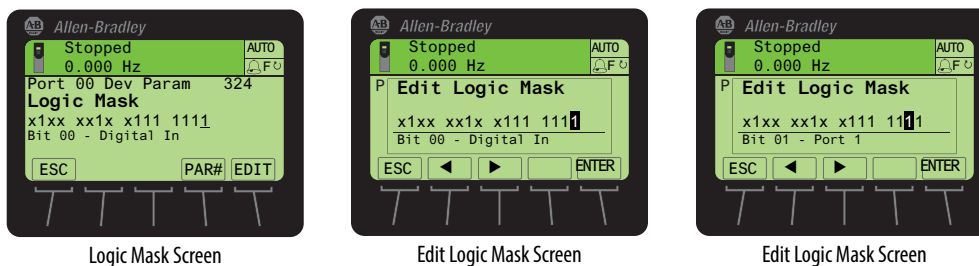 Allen-Bradley
Stopped
AUTO
0.000 Hz
F
Port 00 Dev Param 324
Logic Mask
x1xx xx1x x111 1111
Bit 00 - Digital In
ESC
PAR#
EDIT
Logic Mask Screen
Allen-Bradley
Stopped
AUTO
0.000 Hz
F
P
Edit Logic Mask
x1xx xx1x x111 1111
Bit 00 - Digital In
ESC
ENTER
Edit Logic Mask Screen
Allen-Bradley
Stopped
AUTO
0.000 Hz
F
P
Edit Logic Mask
x1xx xx1x x111 1111
Bit 01 - Port 1
ESC
ENTER
Edit Logic Mask Screen